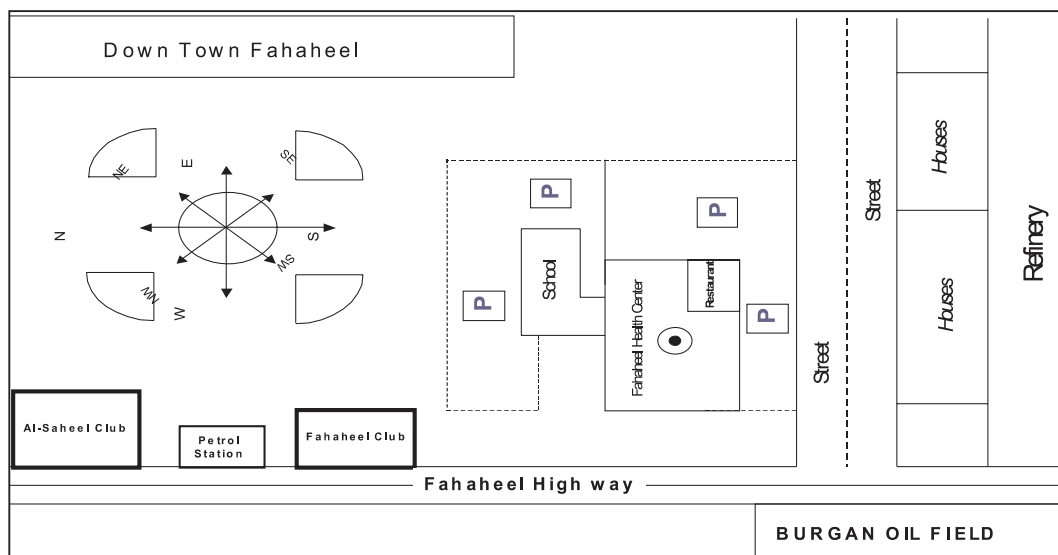 Down Town Fahaheel
NE
E
SE
N
S
NW
W
SW
P
P
P
P
School
Fahaheel Health Center
Restaurant
Street
Street
Houses
Houses
Refinery
Al-Saheel Club
Petrol
Station
Fahaheel Club
Fahaheel High way
BURGAN OIL FIELD